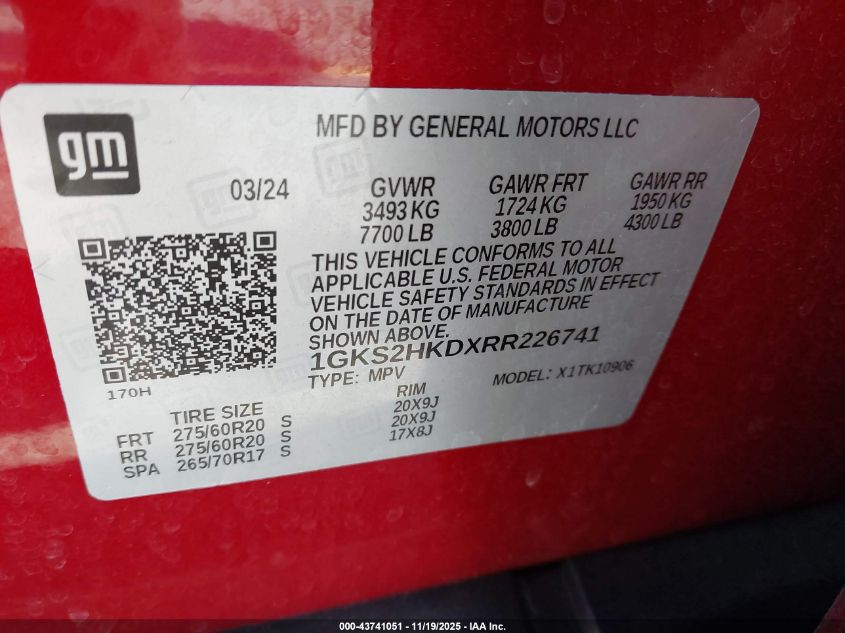 gm
MFD BY GENERAL MOTORS LLC
03/24
GVWR
3493 KG
7700 LB
GAWR FRT
1724 KG
3800 LB
GAWR RR
1950 KG
4300 LB
THIS VEHICLE CONFORMS TO ALL
APPLICABLE U.S. FEDERAL MOTOR
VEHICLE SAFETY STANDARDS IN EFFECT
ON THE DATE OF MANUFACTURE
SHOWN ABOVE.
1GKS2HKDXRR226741
TYPE: MPV
MODEL: X1TK10906
170H
TIRE SIZE RIM
FRT 275/60R20 S 20X9J
RR 275/60R20 S 20X9J
SPA 265/70R17 S 17X8J
000-43741051 - 11/19/2025 - IAA Inc.